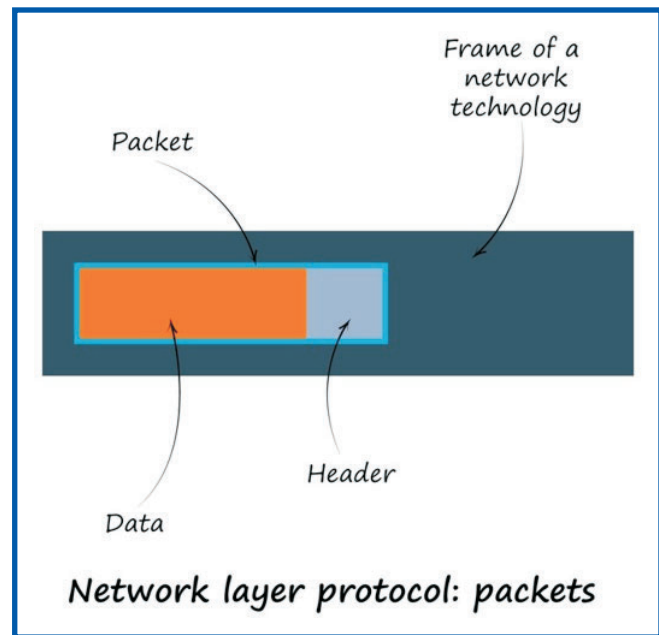 Frame of a
network
technology
Packet
Header
Data
Network layer protocol: packets